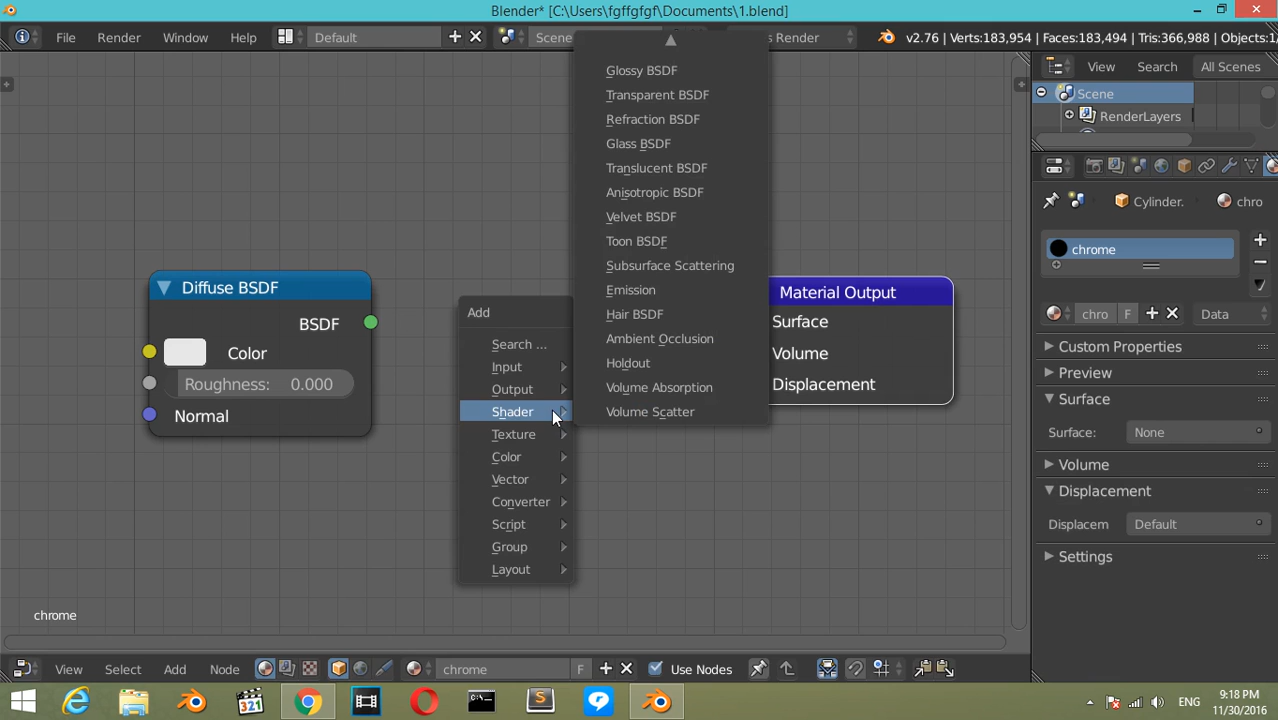 Blender* [C:\Users\fgffgfgf\Documents\1.blend]
File Render Window Help Default Scene s Render v2.76 | Verts:183,954 | Faces:183,494 | Tris:366,988 | Objects:1/
View Search All Scenes
Scene
RenderLayers
Glossy BSDF
Transparent BSDF
Refraction BSDF
Glass BSDF
Translucent BSDF
Anisotropic BSDF
Velvet BSDF
Toon BSDF
Subsurface Scattering
Emission
Hair BSDF
Ambient Occlusion
Holdout
Volume Absorption
Volume Scatter
Diffuse BSDF
BSDF
Color
Roughness: 0.000
Normal
Add
Search ...
Input
Output
Shader
Texture
Color
Vector
Converter
Script
Group
Layout
Material Output
Surface
Volume
Displacement
Cylinder. chro
chrome
chro F Data
Custom Properties
Preview
Surface
Surface: None
Volume
Displacement
Displacem Default
Settings
chrome
View Select Add Node chrome F Use Nodes
321
S
ENG
9:18 PM
11/30/2016